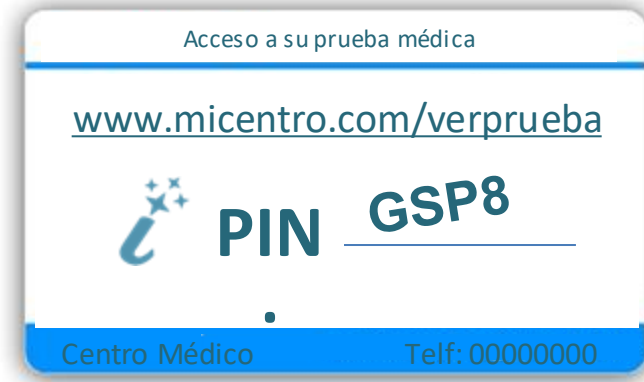 Acceso a su prueba médica
www.micentro.com/verprueba
i PIN GSP8
.
Centro Médico Telf: 00000000